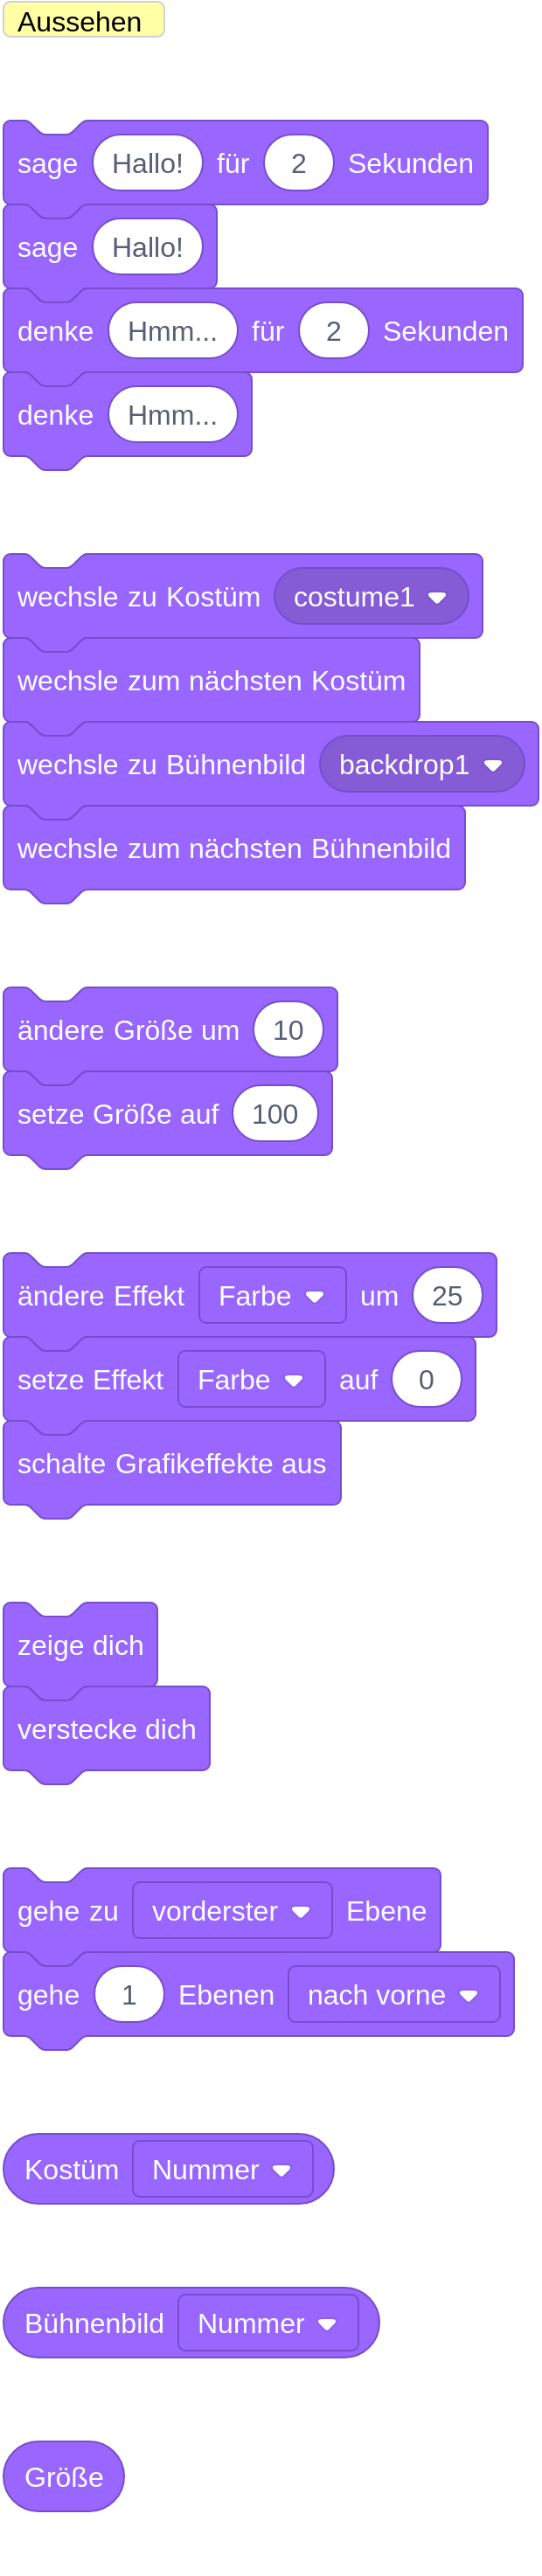 Aussehen
sage Hallo! für 2 Sekunden
sage Hallo!
denke Hmm... für 2 Sekunden
denke Hmm...
wechsle zu Kostüm costume1
wechsle zum nächsten Kostüm
wechsle zu Bühnenbild backdrop1
wechsle zum nächsten Bühnenbild
ändere Größe um 10
setze Größe auf 100
ändere Effekt Farbe um 25
setze Effekt Farbe auf 0
schalte Grafikeffekte aus
zeige dich
verstecke dich
gehe zu vorderster Ebene
gehe 1 Ebenen nach vorne
Kostüm Nummer
Bühnenbild Nummer
Größe